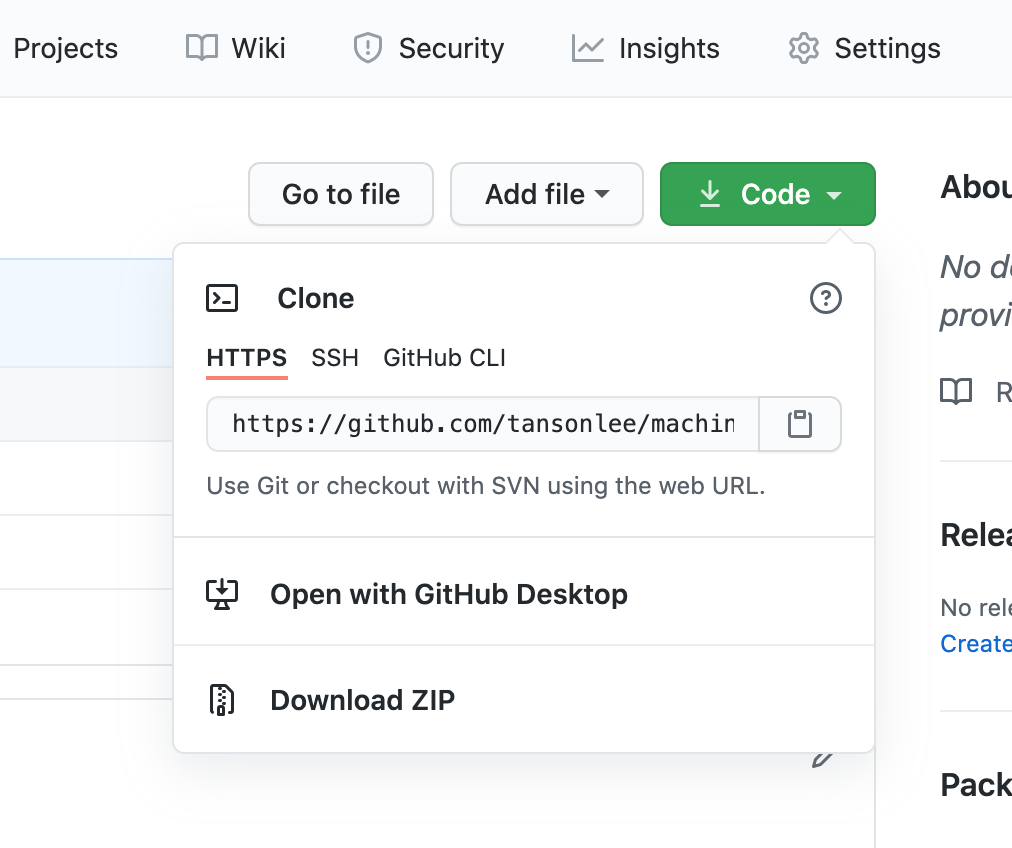 Projects Wiki Security Insights Settings
Go to file Add file Code
Clone
HTTPS SSH GitHub CLI
https://github.com/tansonlee/machin
Use Git or checkout with SVN using the web URL.
Open with GitHub Desktop
Download ZIP
Abou
No de
provi
R
Relea
No rele
Create
Pack